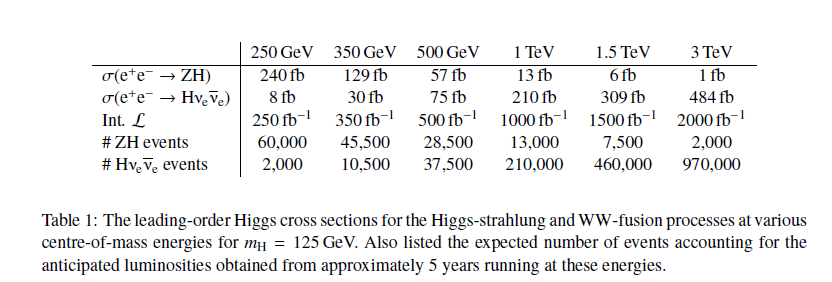 250 GeV 350 GeV 500 GeV 1 TeV 1.5 TeV 3 TeV
σ(e⁺e⁻ → ZH) 240 fb 129 fb 57 fb 13 fb 6 fb 1 fb
σ(e⁺e⁻ → Hνₑν̅ₑ) 8 fb 30 fb 75 fb 210 fb 309 fb 484 fb
Int. ℒ 250 fb⁻¹ 350 fb⁻¹ 500 fb⁻¹ 1000 fb⁻¹ 1500 fb⁻¹ 2000 fb⁻¹
# ZH events 60,000 45,500 28,500 13,000 7,500 2,000
# Hνₑν̅ₑ events 2,000 10,500 37,500 210,000 460,000 970,000
Table 1: The leading-order Higgs cross sections for the Higgs-strahlung and WW-fusion processes at various
centre-of-mass energies for m_H = 125 GeV. Also listed the expected number of events accounting for the
anticipated luminosities obtained from approximately 5 years running at these energies.